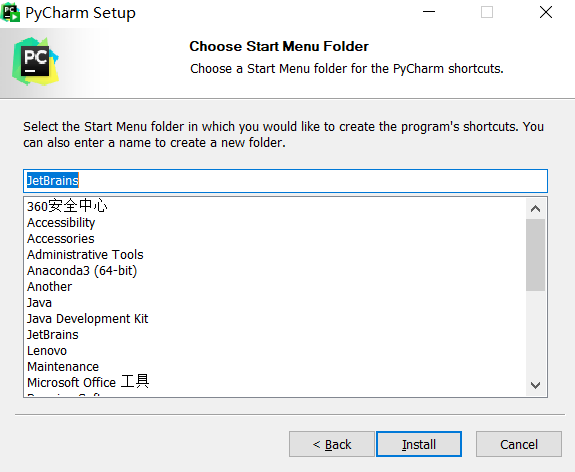 PyCharm Setup
PC
Choose Start Menu Folder
Choose a Start Menu folder for the PyCharm shortcuts.
Select the Start Menu folder in which you would like to create the program's shortcuts. You
can also enter a name to create a new folder.
JetBrains
360安全中心
Accessibility
Accessories
Administrative Tools
Anaconda3 (64-bit)
Another
Java
Java Development Kit
JetBrains
Lenovo
Maintenance
Microsoft Office 工具
< Back
Install
Cancel